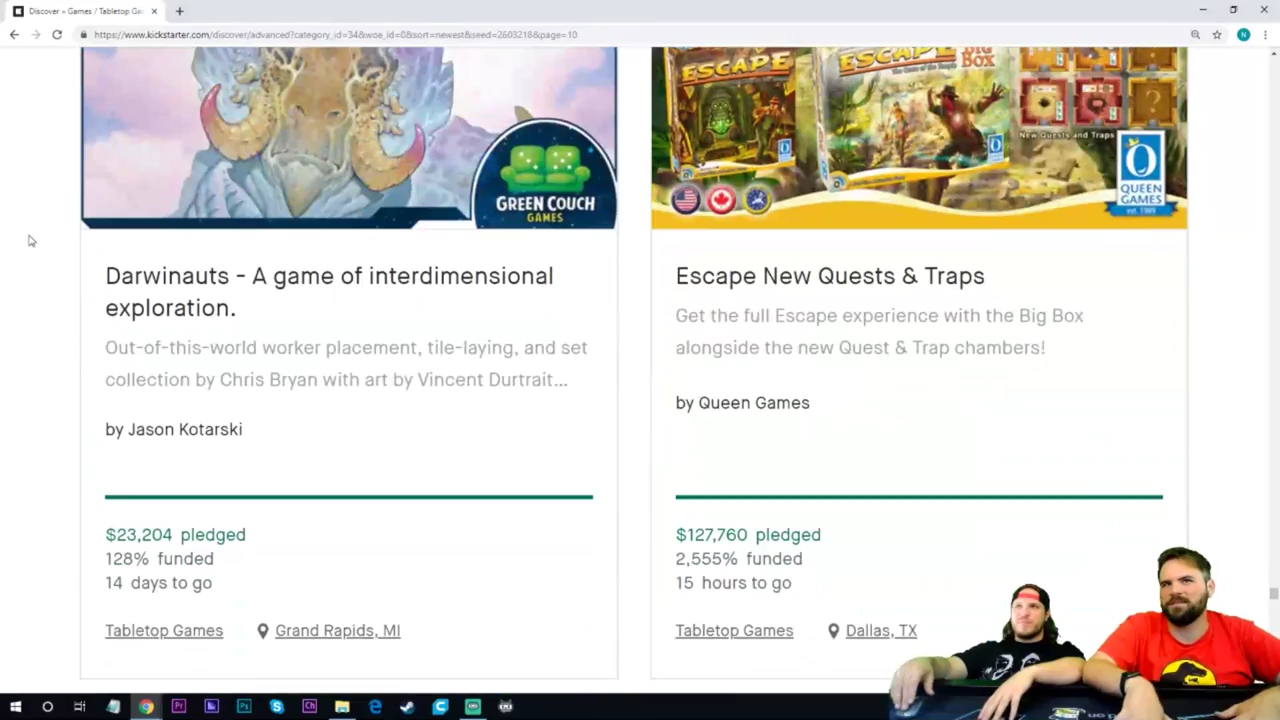 Discover » Games / Tabletop Ga
https://www.kickstarter.com/discover/advanced?category_id=34&woe_id=0&sort=newest&seed=2603218&page=10
N
ESCAPE
ESCAPE
BIG
BOX
New Quests and Traps
GREEN COUCH
GAMES
QUEEN
GAMES
Darwinauts - A game of interdimensional
exploration.
Out-of-this-world worker placement, tile-laying, and set
collection by Chris Bryan with art by Vincent Durtrait...
by Jason Kotarski
$23,204 pledged
128% funded
14 days to go
Tabletop Games
Grand Rapids, MI
Escape New Quests & Traps
Get the full Escape experience with the Big Box
alongside the new Quest & Trap chambers!
by Queen Games
$127,760 pledged
2,555% funded
15 hours to go
Tabletop Games
Dallas, TX
Pr
Ps
Ch